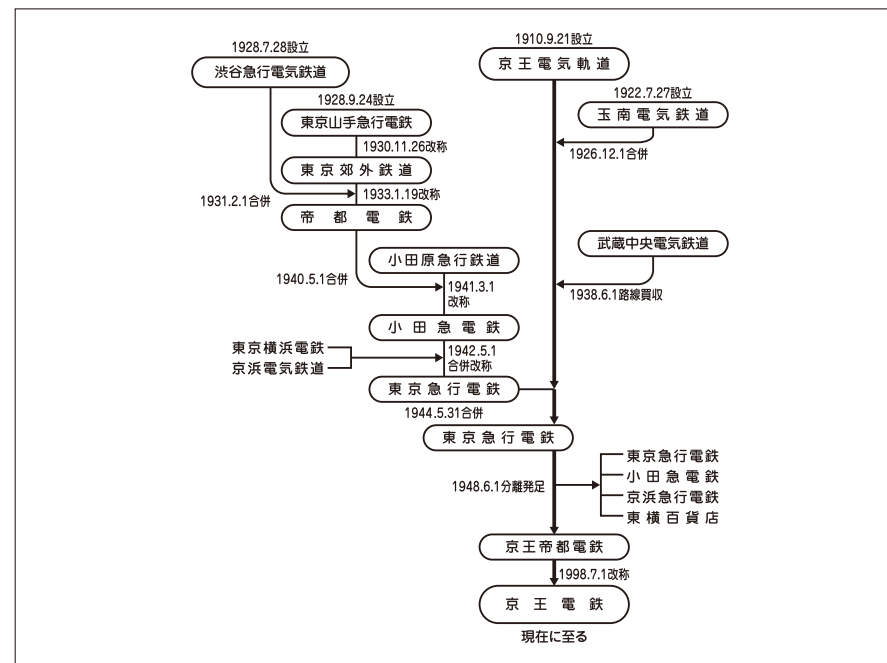 1928.7.28設立
渋谷急行電気鉄道
1910.9.21設立
京王電気軌道
1928.9.24設立
東京山手急行電鉄
1922.7.27設立
玉南電気鉄道
1930.11.26改称
1926.12.1合併
東京郊外鉄道
1931.2.1合併
1933.1.19改称
帝都電鉄
武蔵中央電気鉄道
小田原急行鉄道
1940.5.1合併
1941.3.1
改称
1938.6.1路線買収
小田急電鉄
東京横浜電鉄
京浜電気鉄道
1942.5.1
合併改称
東京急行電鉄
1944.5.31合併
東京急行電鉄
1948.6.1分離発足
東京急行電鉄
小田急電鉄
京浜急行電鉄
東横百貨店
京王帝都電鉄
1998.7.1改称
京王電鉄
現在に至る